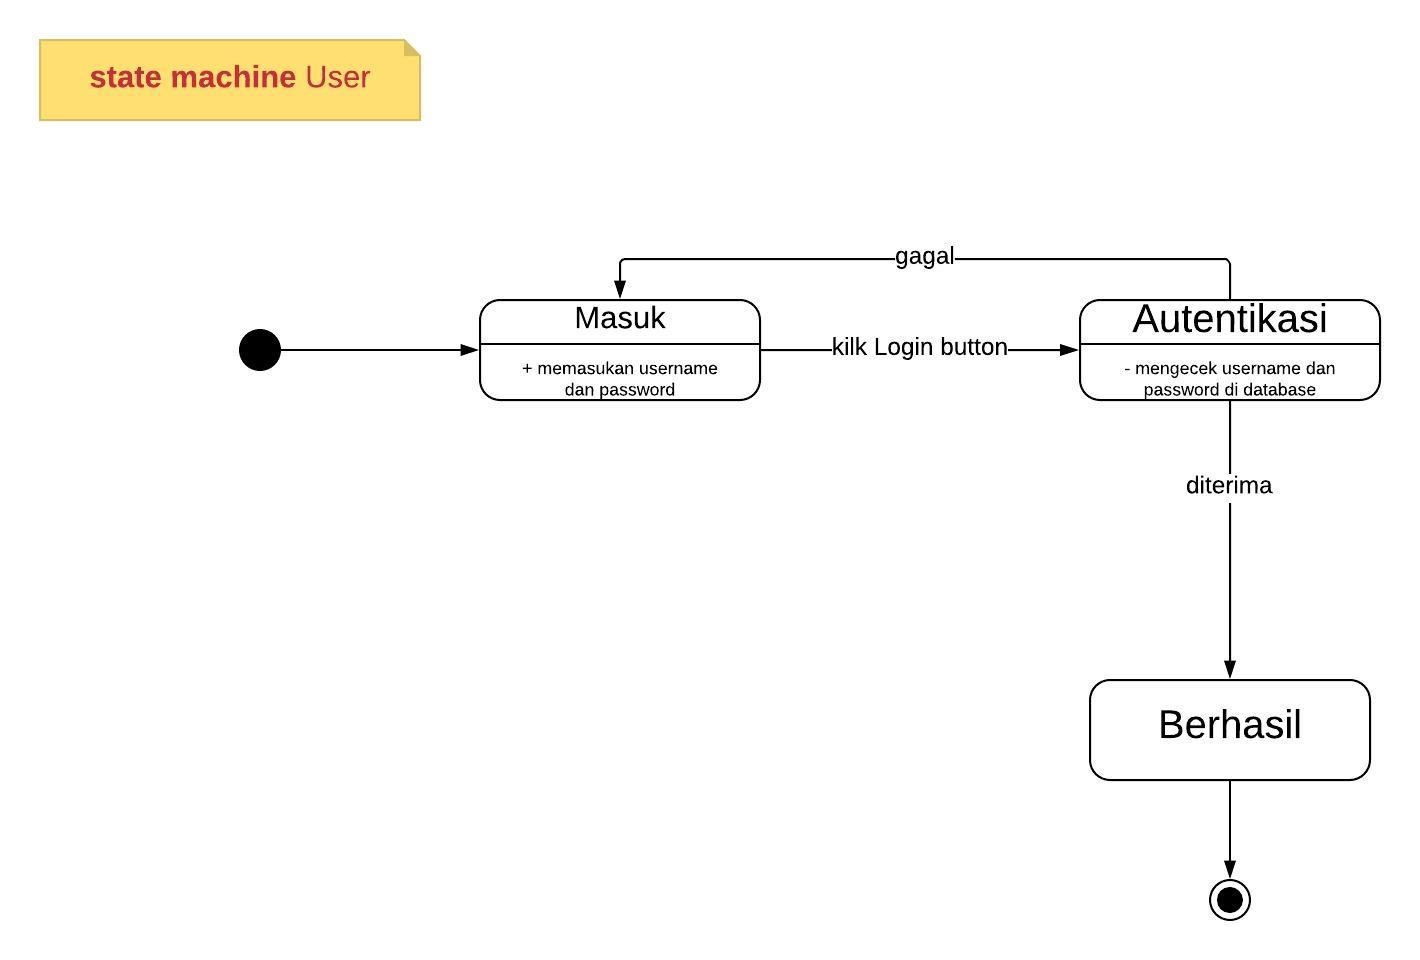 state machine User
gagal
Masuk
+ memasukan username
dan password
kilk Login button
Autentikasi
- mengecek username dan
password di database
diterima
Berhasil